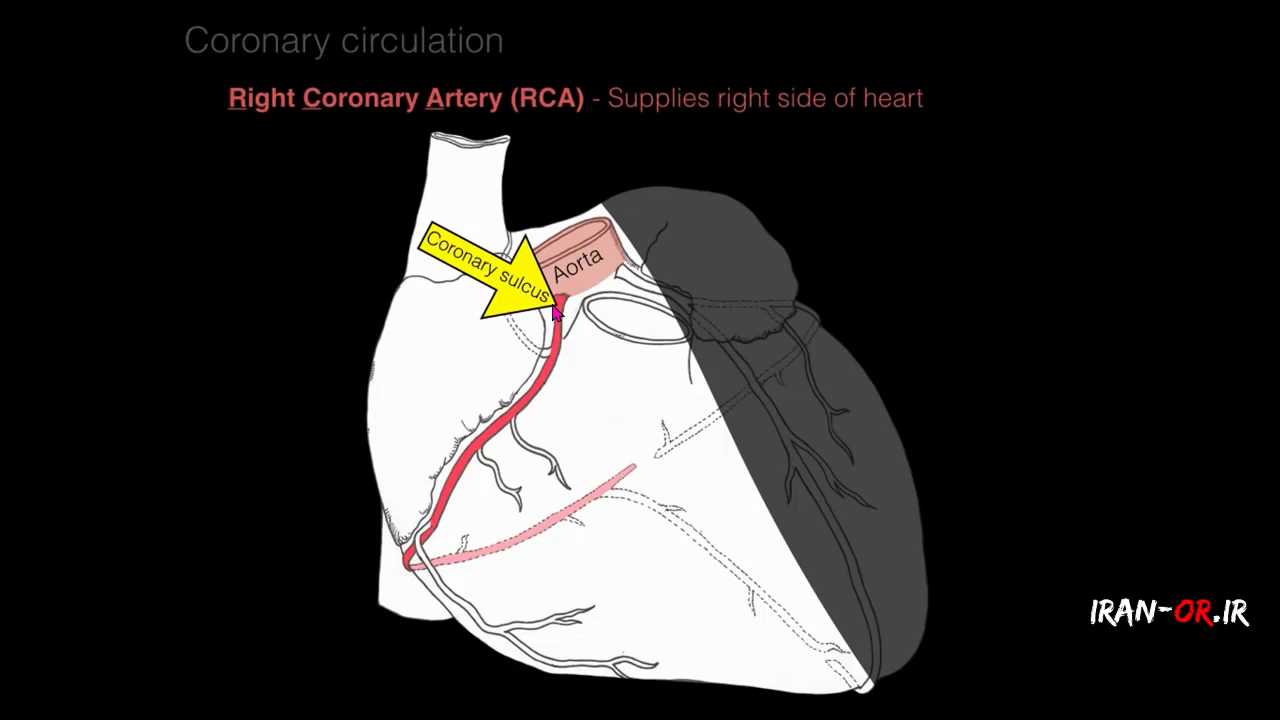 Coronary circulation
Right Coronary Artery (RCA) - Supplies right side of heart
Coronary sulcus
Aorta
IRAN-OR.IR